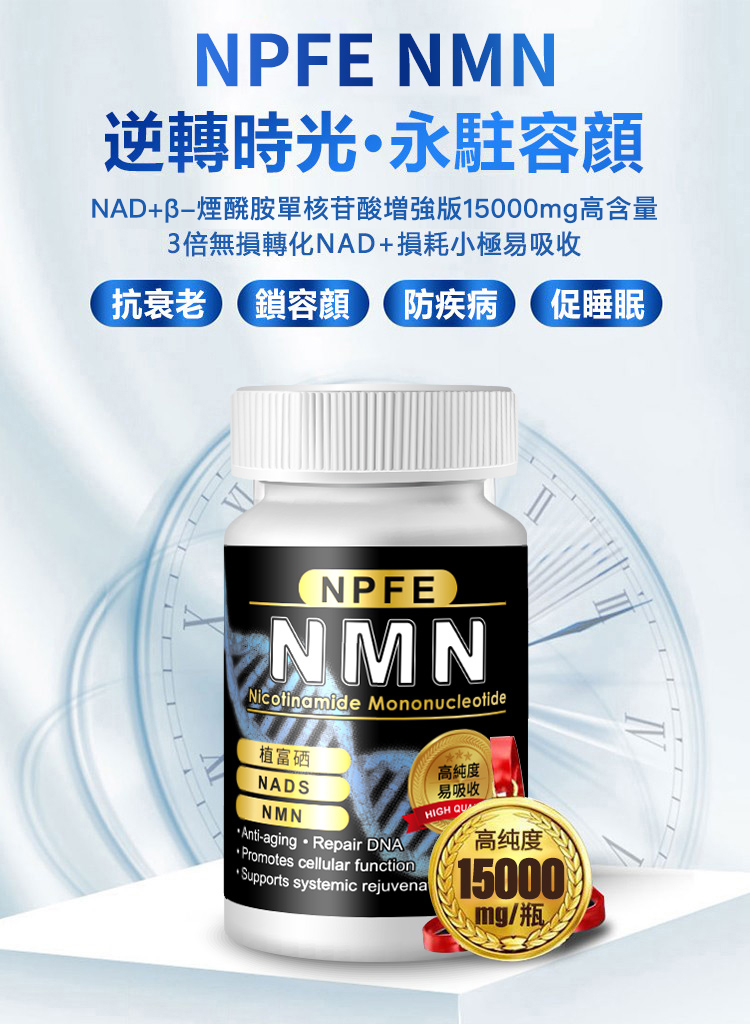 NPFE NMN
逆轉時光•永駐容顏
NAD+β-煙醯胺單核苷酸增強版15000mg高含量
3倍無損轉化NAD+損耗小極易吸收
抗衰老 鎖容顏 防疾病 促睡眠
NPFE
NMN
Nicotinamide Mononucleotide
植富硒
NADS
NMN
• Anti-aging • Repair DNA
• Promotes cellular function
• Supports systemic rejuvena
高純度
易吸收
HIGH QUA
高纯度
15000
mg/瓶
VI
II
III
IV
X